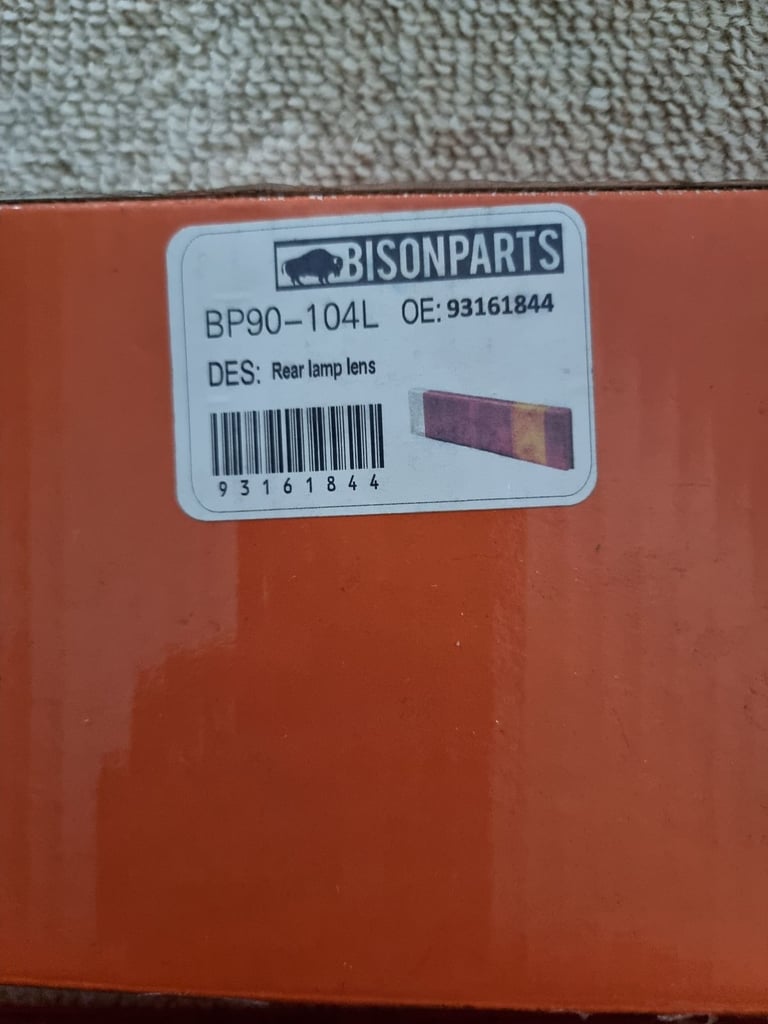 BISONPARTS
BP90-104L OE: 93161844
DES: Rear lamp lens
93161844